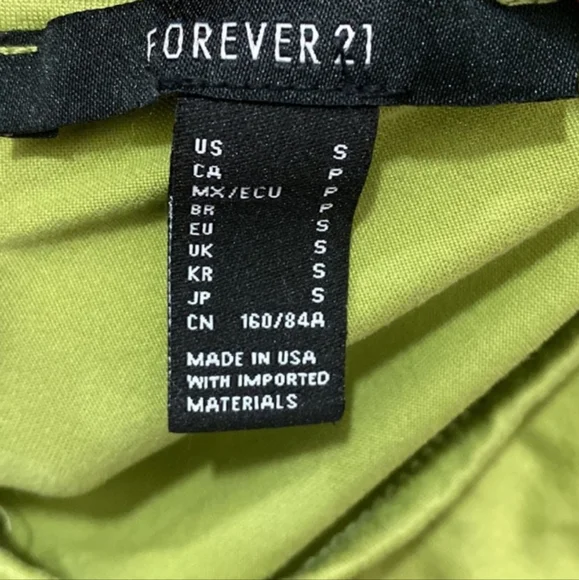 FOREVER 21
US S
CA P
MX/ECU P
BR P
EU S
UK S
KR S
JP S
CN 160/84A
MADE IN USA
WITH IMPORTED
MATERIALS